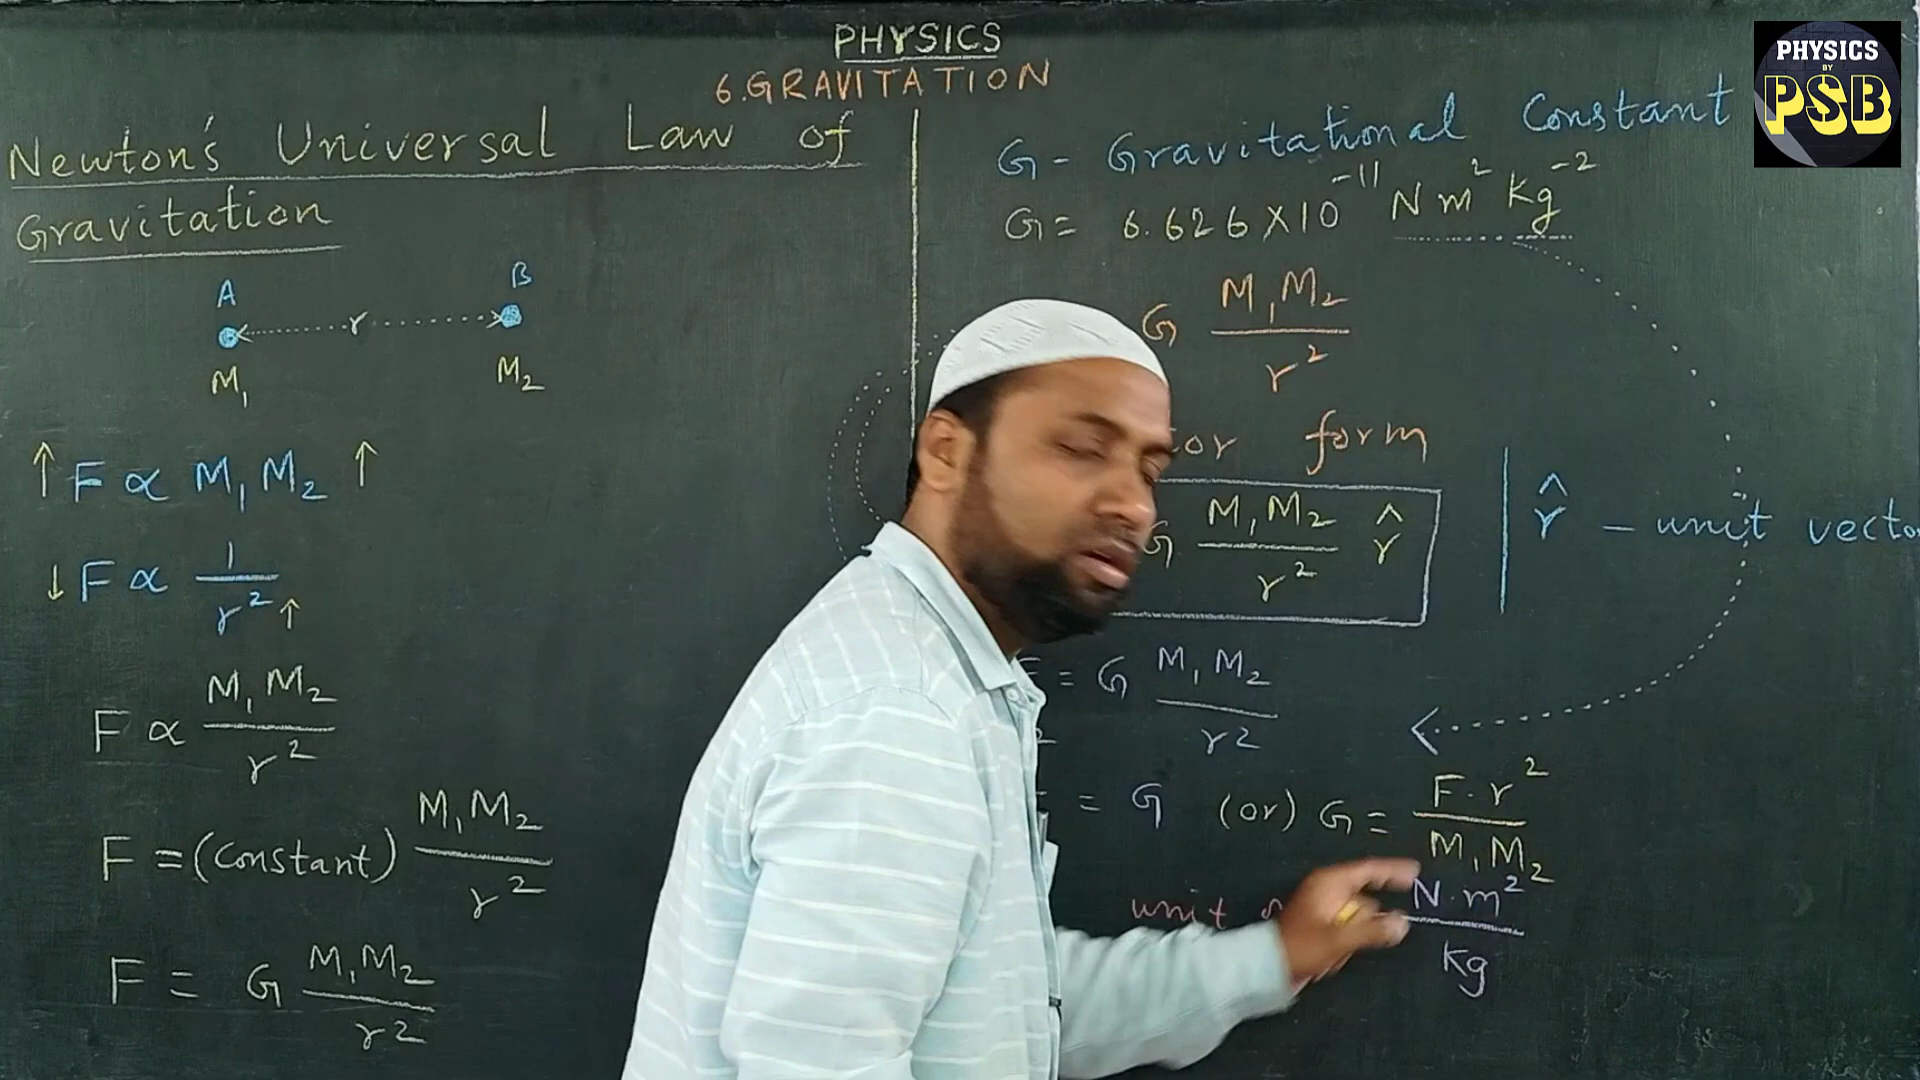 PHYSICS
6.GRAVITATION
PHYSICS
BY
PSB
Newton's Universal Law of
Gravitation
A B
r
M₁ M₂
↑ F ∝ M₁M₂ ↑
↓ F ∝ 1/r² ↑
F ∝ M₁M₂/r²
F = (Constant) M₁M₂/r²
F = G M₁M₂/r²
G - Gravitational Constant
G = 6.626 X 10⁻¹¹ N m² Kg⁻²
G M₁M₂/r²
form
G M₁M₂/r² r̂
r̂ - unit
= G M₁M₂/r2
= G (or) G = F·r²/M₁M₂
unit N·m²/Kg